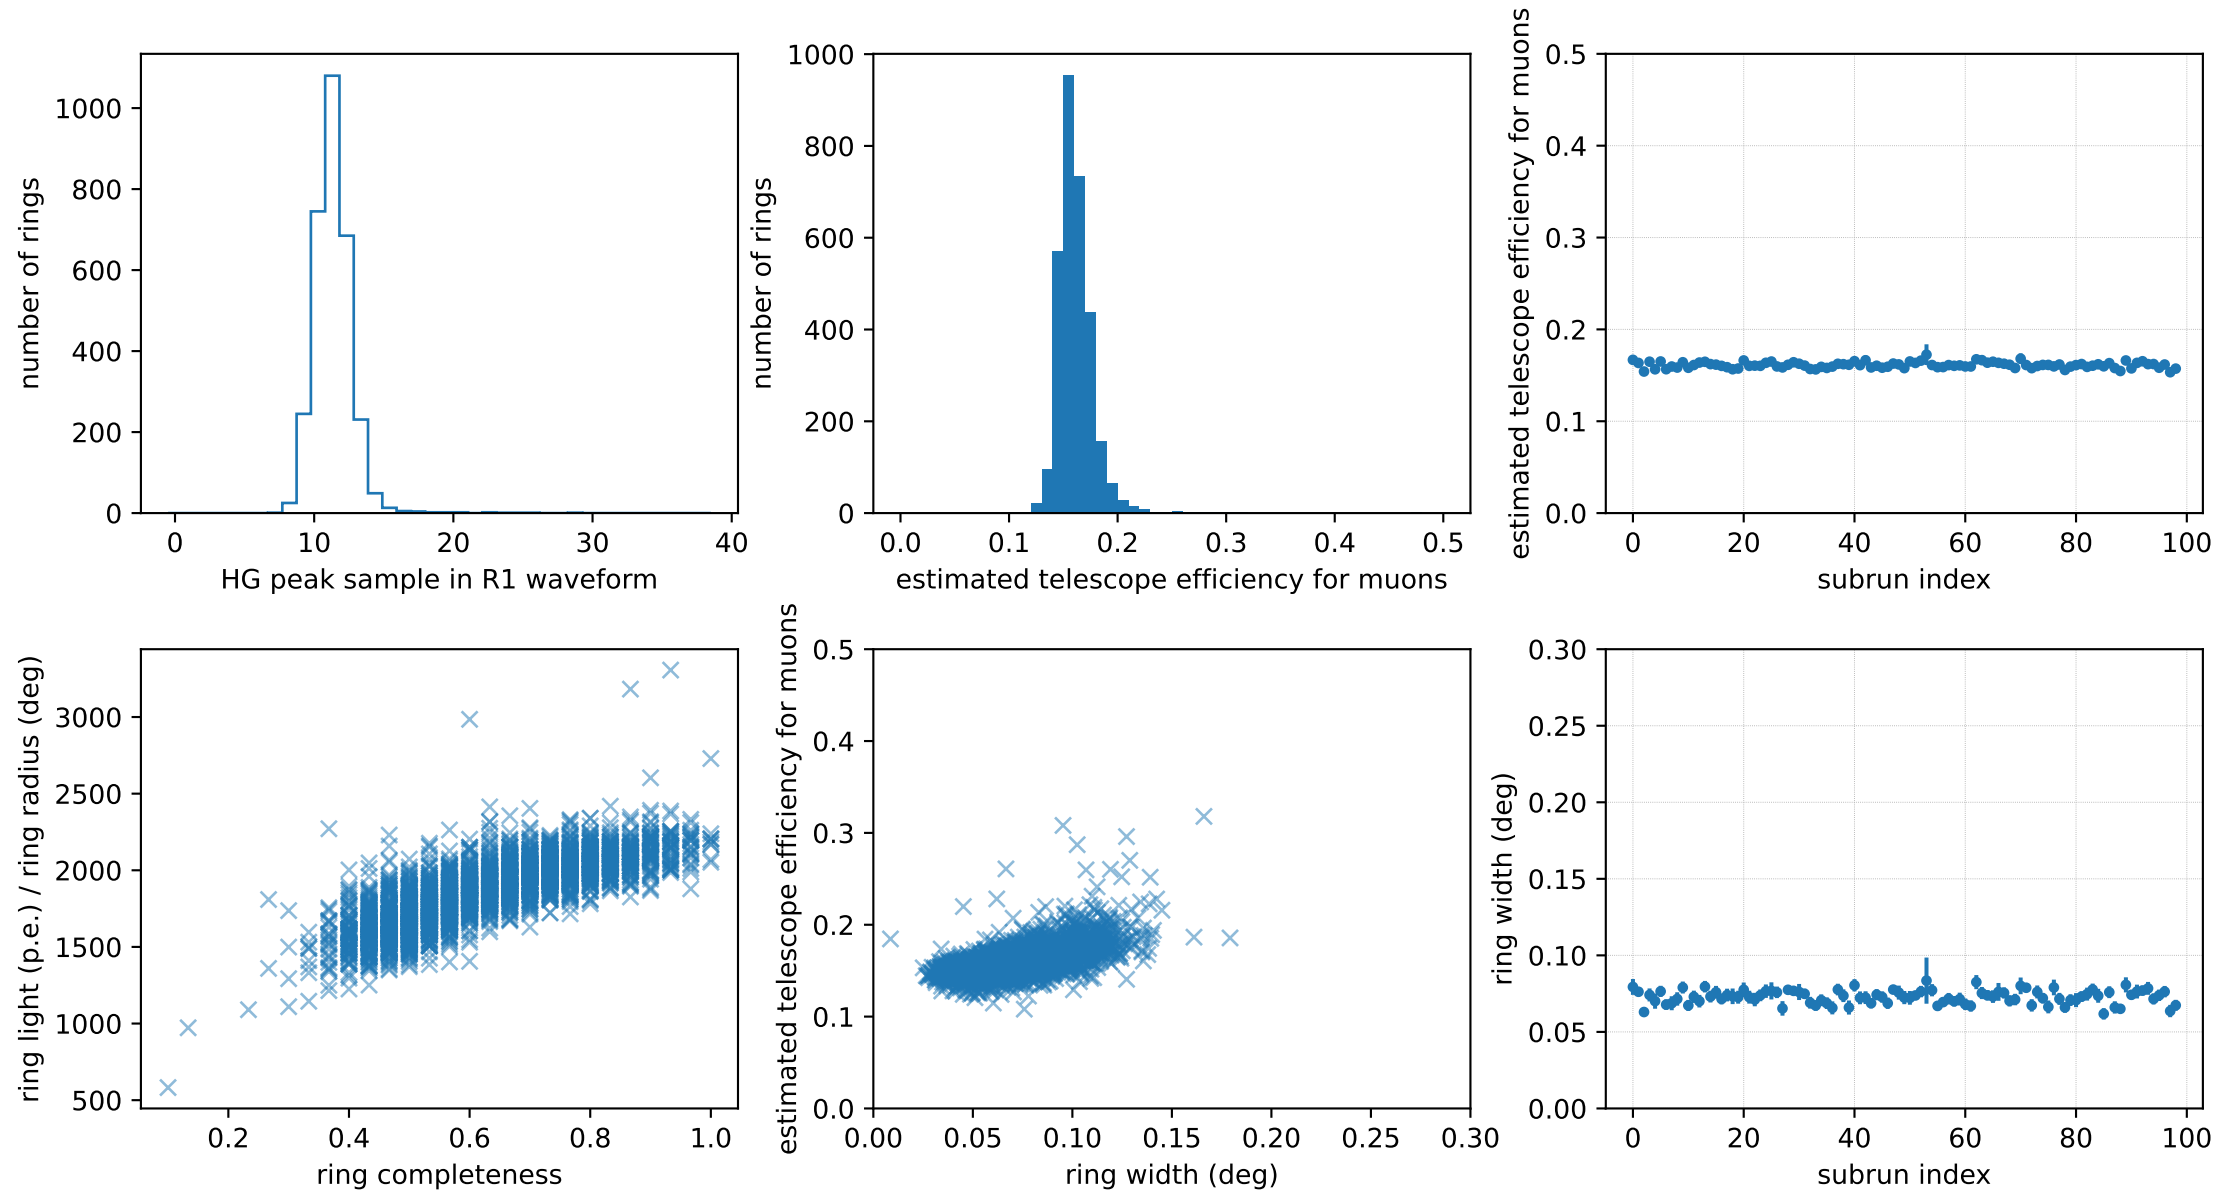 number of rings
1000
800
600
400
200
0
0 10 20 30 40
HG peak sample in R1 waveform
number of rings
1000
800
600
400
200
0
0.0 0.1 0.2 0.3 0.4 0.5
estimated telescope efficiency for muons
estimated telescope efficiency for muons
0.5
0.4
0.3
0.2
0.1
0.0
0 20 40 60 80 100
subrun index
ring light (p.e.) / ring radius (deg)
3000
2500
2000
1500
1000
500
0.2 0.4 0.6 0.8 1.0
ring completeness
estimated telescope efficiency for muons
0.5
0.4
0.3
0.2
0.1
0.0
0.00 0.05 0.10 0.15 0.20 0.25 0.30
ring width (deg)
ring width (deg)
0.30
0.25
0.20
0.15
0.10
0.05
0.00
0 20 40 60 80 100
subrun index